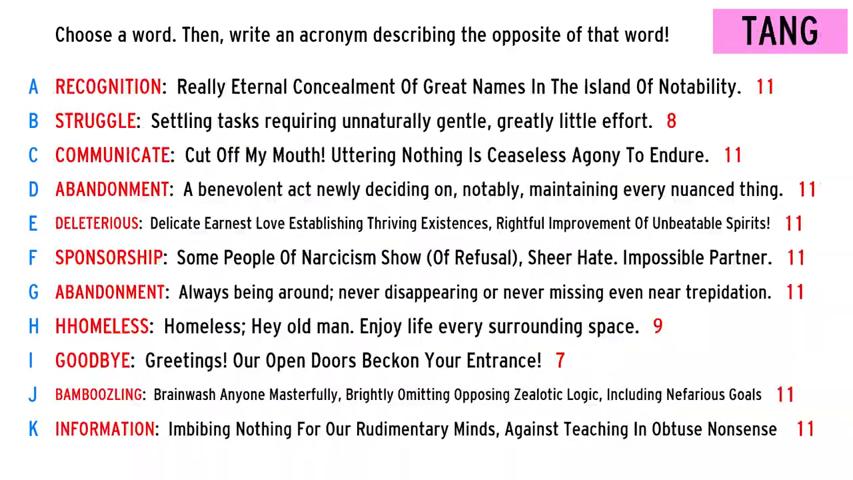 Choose a word. Then, write an acronym describing the opposite of that word!
TANG
A RECOGNITION: Really Eternal Concealment Of Great Names In The Island Of Notability. 11
B STRUGGLE: Settling tasks requiring unnaturally gentle, greatly little effort. 8
C COMMUNICATE: Cut Off My Mouth! Uttering Nothing Is Ceaseless Agony To Endure. 11
D ABANDONMENT: A benevolent act newly deciding on, notably, maintaining every nuanced thing. 11
E DELETERIOUS: Delicate Earnest Love Establishing Thriving Existences, Rightful Improvement Of Unbeatable Spirits! 11
F SPONSORSHIP: Some People Of Narcicism Show (Of Refusal), Sheer Hate. Impossible Partner. 11
G ABANDONMENT: Always being around; never disappearing or never missing even near trepidation. 11
H HHOMELESS: Homeless; Hey old man. Enjoy life every surrounding space. 9
I GOODBYE: Greetings! Our Open Doors Beckon Your Entrance! 7
J BAMBOOZLING: Brainwash Anyone Masterfully, Brightly Omitting Opposing Zealotic Logic, Including Nefarious Goals 11
K INFORMATION: Imbibing Nothing For Our Rudimentary Minds, Against Teaching In Obtuse Nonsense 11